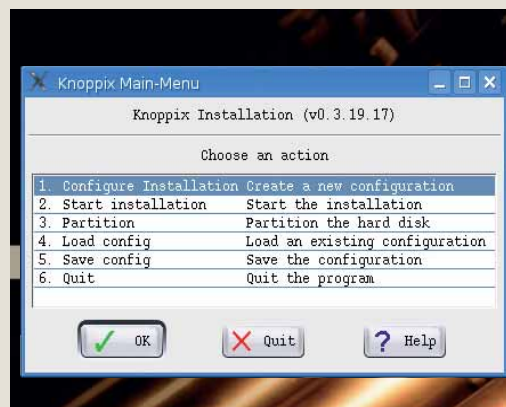 Knoppix Main-Menu
Knoppix Installation (v0.3.19.17)
Choose an action
1. Configure Installation Create a new configuration
2. Start installation Start the installation
3. Partition Partition the hard disk
4. Load config Load an existing configuration
5. Save config Save the configuration
6. Quit Quit the program
OK Quit ? Help